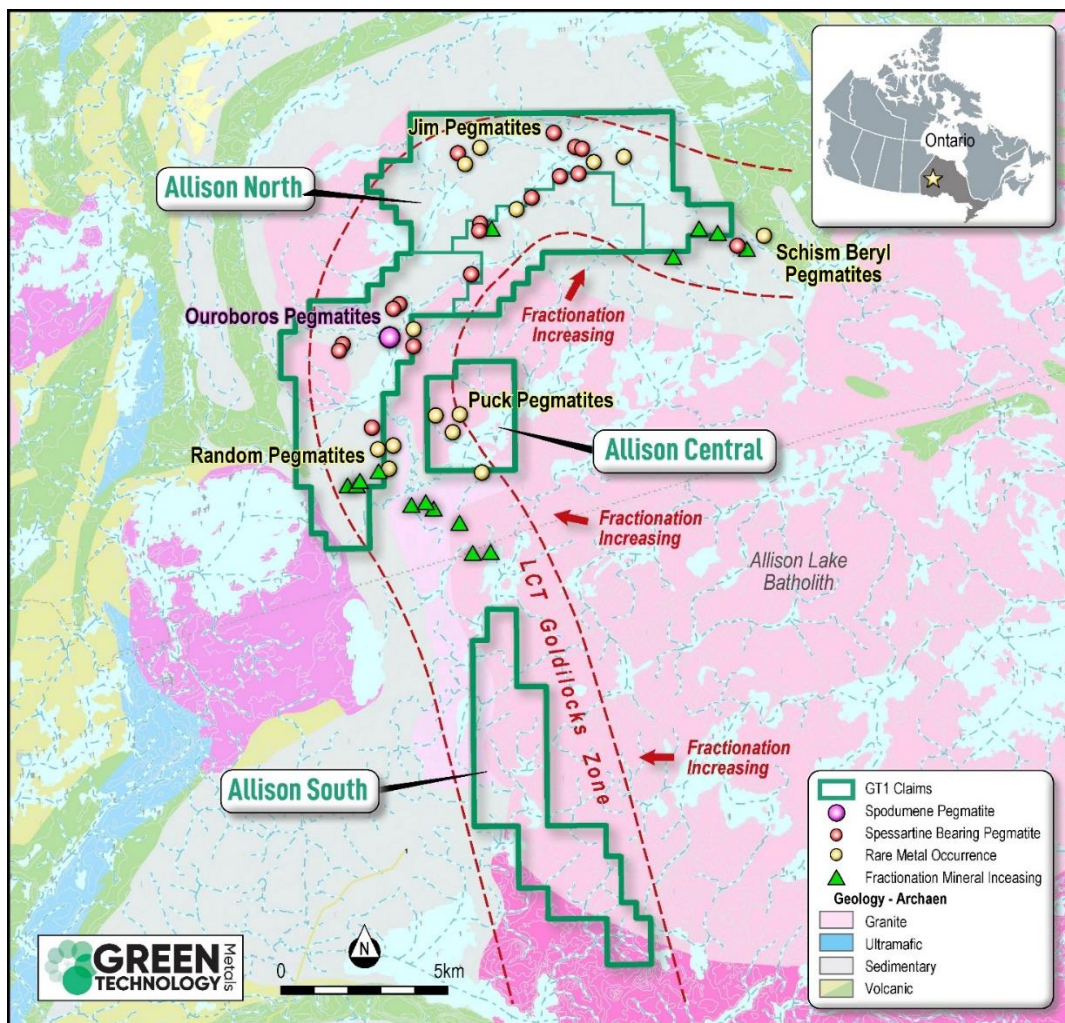 Ontario
Jim Pegmatites
Allison North
Schism Beryl
Pegmatites
Ouroboros Pegmatites
Fractionation
Increasing
Puck Pegmatites
Allison Central
Random Pegmatites
Fractionation
Increasing
Allison Lake
Batholith
LCT Goldilocks Zone
Fractionation
Increasing
Allison South
GT1 Claims
Spodumene Pegmatite
Spessartine Bearing Pegmatite
Rare Metal Occurrence
Fractionation Mineral Inceasing
Geology - Archaen
Granite
Ultramafic
Sedimentary
Volcanic
GREEN
TECHNOLOGY
Metals
N
0 5km